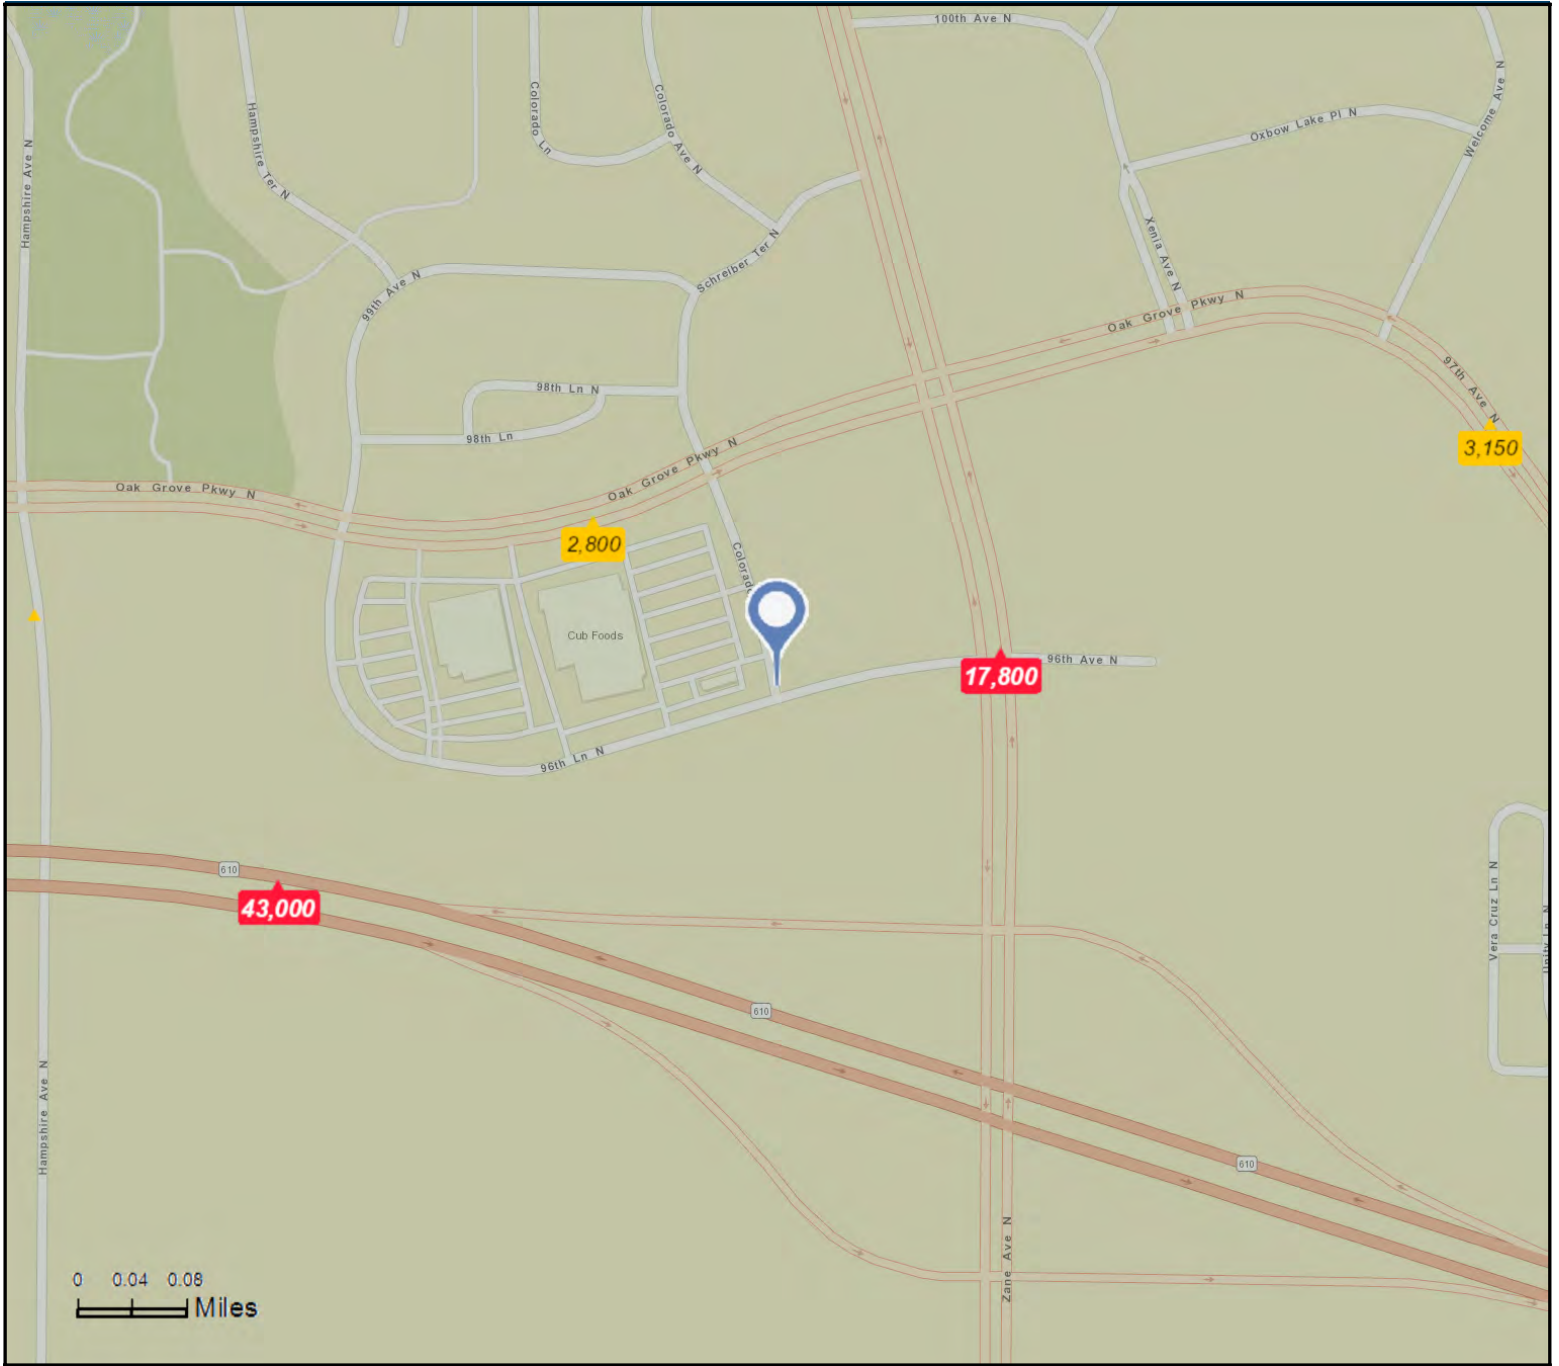 100th Ave N
Hampshire Ave N
Hampshire Ter N
Colorado Ln
Colorado Ave N
Oxbow Lake Pl N
Welcome Ave N
Schreiber Ter N
Xenia Ave N
99th Ave N
Oak Grove Pkwy N
98th Ln N
98th Ln
97th Ave N
3,150
Oak Grove Pkwy N
Oak Grove Pkwy N
2,800
Colorado
Cub Foods
96th Ave N
17,800
96th Ln N
610
43,000
Vera Cruz Ln N
Unity Ln N
610
Hampshire Ave N
610
Zane Ave N
0 0.04 0.08
Miles